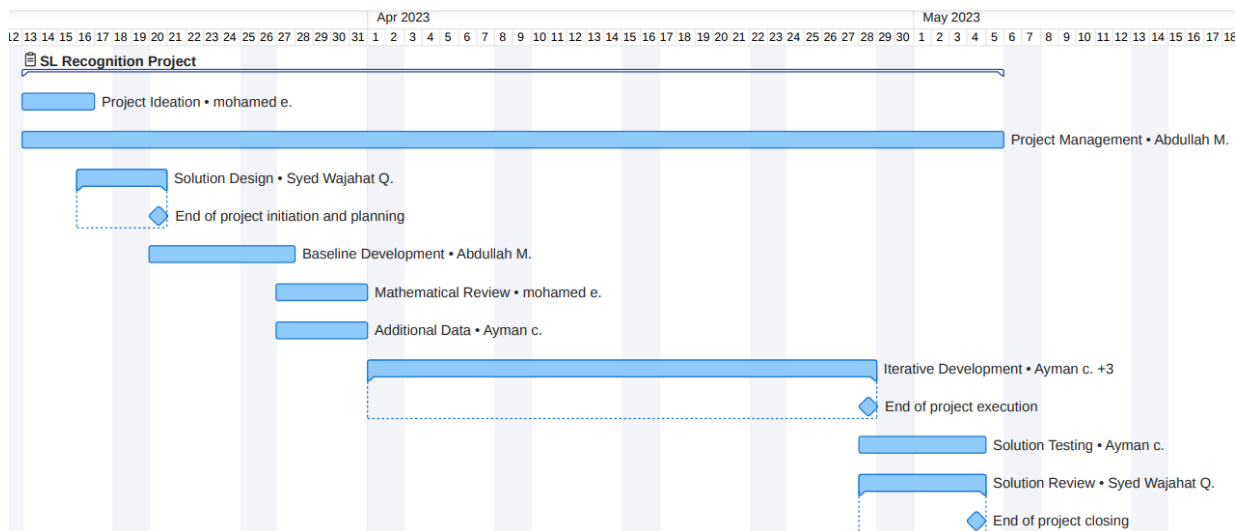 Apr 2023 May 2023
12 13 14 15 16 17 18 19 20 21 22 23 24 25 26 27 28 29 30 31 1 2 3 4 5 6 7 8 9 10 11 12 13 14 15 16 17 18 19 20 21 22 23 24 25 26 27 28 29 30 1 2 3 4 5 6 7 8 9 10 11 12 13 14 15 16 17 18
SL Recognition Project
Project Ideation • mohamed e.
Project Management • Abdullah M.
Solution Design • Syed Wajahat Q.
End of project initiation and planning
Baseline Development • Abdullah M.
Mathematical Review • mohamed e.
Additional Data • Ayman c.
Iterative Development • Ayman c. +3
End of project execution
Solution Testing • Ayman c.
Solution Review • Syed Wajahat Q.
End of project closing